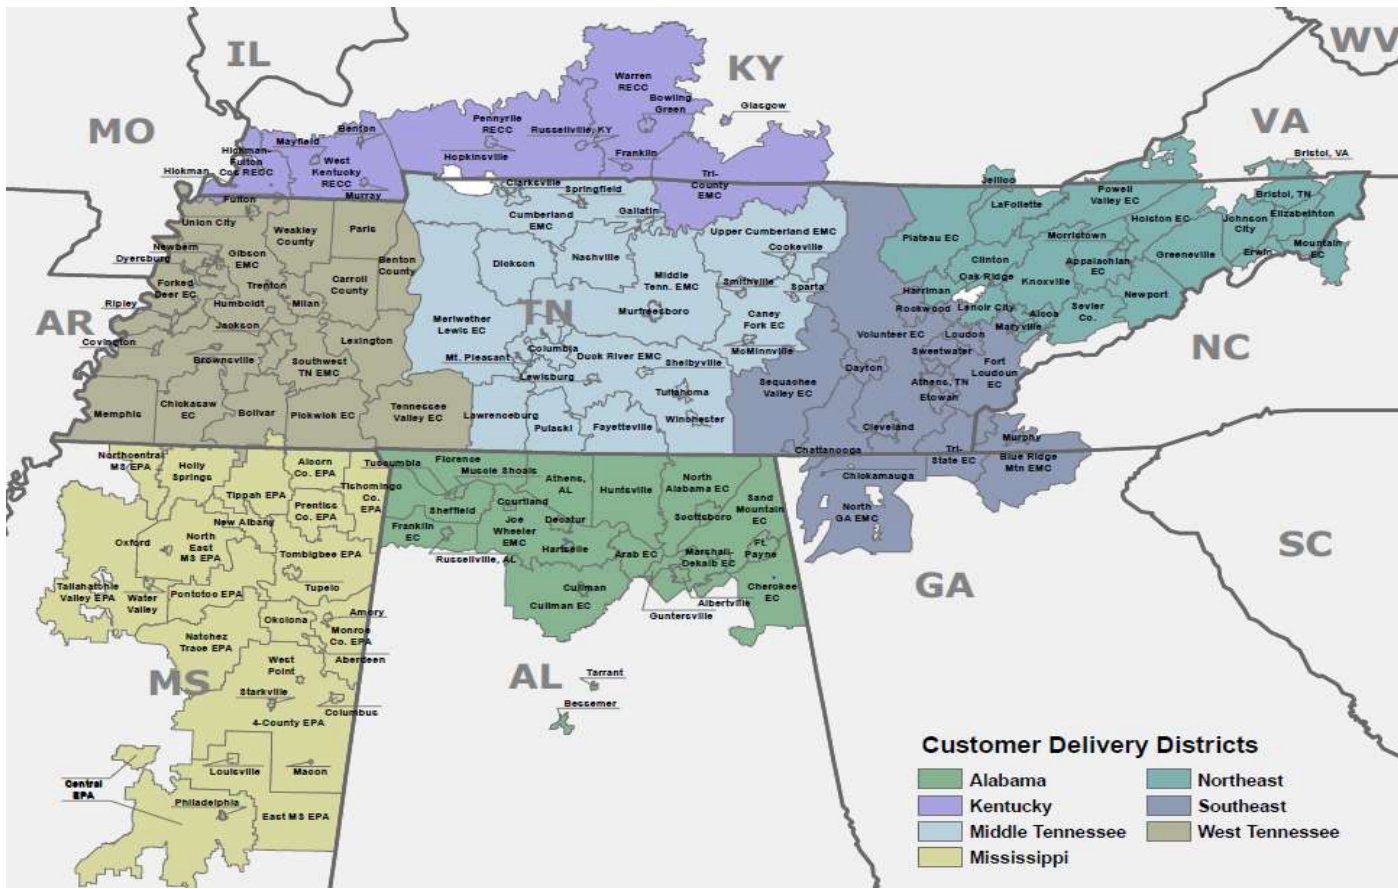 IL
KY
WV
MO
VA
AR
TN
NC
SC
MS
AL
GA
Warren
RECC
Bowling
Green
Glasgow
Pennyrile
RECC
Russellville, KY
Hopkinsville
Franklin
Tri-
County
EMC
Benton
Mayfield
Hickman-
Fulton
Cos RECC
West
Kentucky
RECC
Hickman
Murray
Fulton
Union City
Weakley
County
Paris
Newbern
Dyersburg
Gibson
EMC
Benton
County
Forked
Deer EC
Trenton
Carroll
County
Ripley
Humboldt
Milan
Jackson
Covington
Lexington
Brownsville
Southwest
TN EMC
Memphis
Chickasaw
EC
Bolivar
Pickwick EC
Tennessee
Valley EC
Clarksville
Springfield
Cumberland
EMC
Gallatin
Upper Cumberland EMC
Cookeville
Dickson
Nashville
Middle
Tenn. EMC
Smithville
Sparta
Meriwether
Lewis EC
Murfreesboro
Caney
Fork EC
Mt. Pleasant
Columbia
Duck River EMC
McMinnville
Shelbyville
Lewisburg
Tullahoma
Lawrenceburg
Winchester
Pulaski
Fayetteville
Jellico
LaFollette
Powell
Valley EC
Bristol, VA
Bristol, TN
Holston EC
Johnson
City
Elizabethton
Plateau EC
Morristown
Clinton
Appalachian
EC
Greeneville
Erwin
Mountain
EC
Oak Ridge
Knoxville
Harriman
Newport
Rockwood
Lenoir City
Alcoa
Sevier
Co.
Maryville
Volunteer EC
Loudon
Sweetwater
Fort
Loudoun
EC
Dayton
Sequachee
Valley EC
Athens, TN
Etowah
Cleveland
Chattanooga
Tri-
State EC
Murphy
Blue Ridge
Mtn EMC
Chickamauga
North
GA EMC
Northcentral
MS EPA
Holly
Springs
Alcorn
Co. EPA
Tishomingo
Co.
EPA
Tippah EPA
Prentiss
Co. EPA
New Albany
Oxford
North
East
MS EPA
Tombigbee EPA
Tallahatchie
Valley EPA
Water
Valley
Pontotoc EPA
Tupelo
Okolona
Amory
Monroe
Co. EPA
Natchez
Trace EPA
Aberdeen
West
Point
Starkville
Columbus
4-County EPA
Central
EPA
Louisville
Macon
Philadelphia
East MS EPA
Tuscumbia
Florence
Muscle Shoals
Athens,
AL
Huntsville
North
Alabama EC
Courtland
Sheffield
Franklin
EC
Joe
Wheeler
EMC
Decatur
Scottsboro
Sand
Mountain
EC
Hartselle
Arab EC
Marshall-
Dekalb EC
Ft.
Payne
Russellville, AL
Cullman
Cullman EC
Albertville
Cherokee
EC
Guntersville
Tarrant
Bessemer
Customer Delivery Districts
Alabama
Kentucky
Middle Tennessee
Mississippi
Northeast
Southeast
West Tennessee